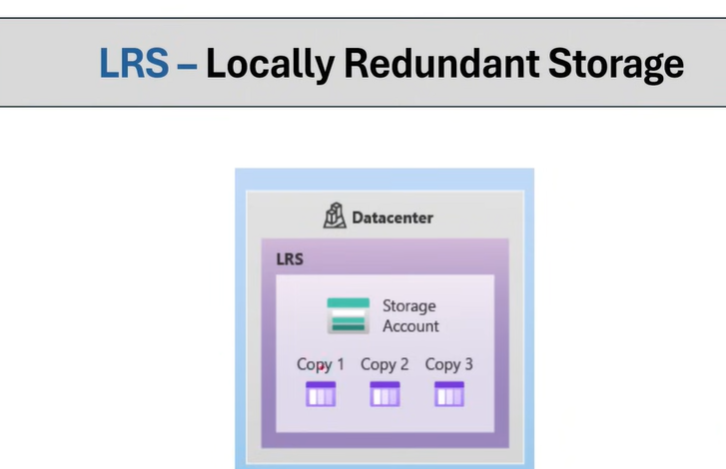 LRS – Locally Redundant Storage
Datacenter
LRS
Storage
Account
Copy 1 Copy 2 Copy 3